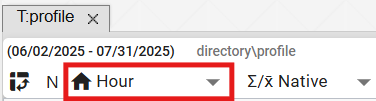 T:profile ×
(06/02/2025 - 07/31/2025) directory\profile
N Hour Σ/x̄ Native